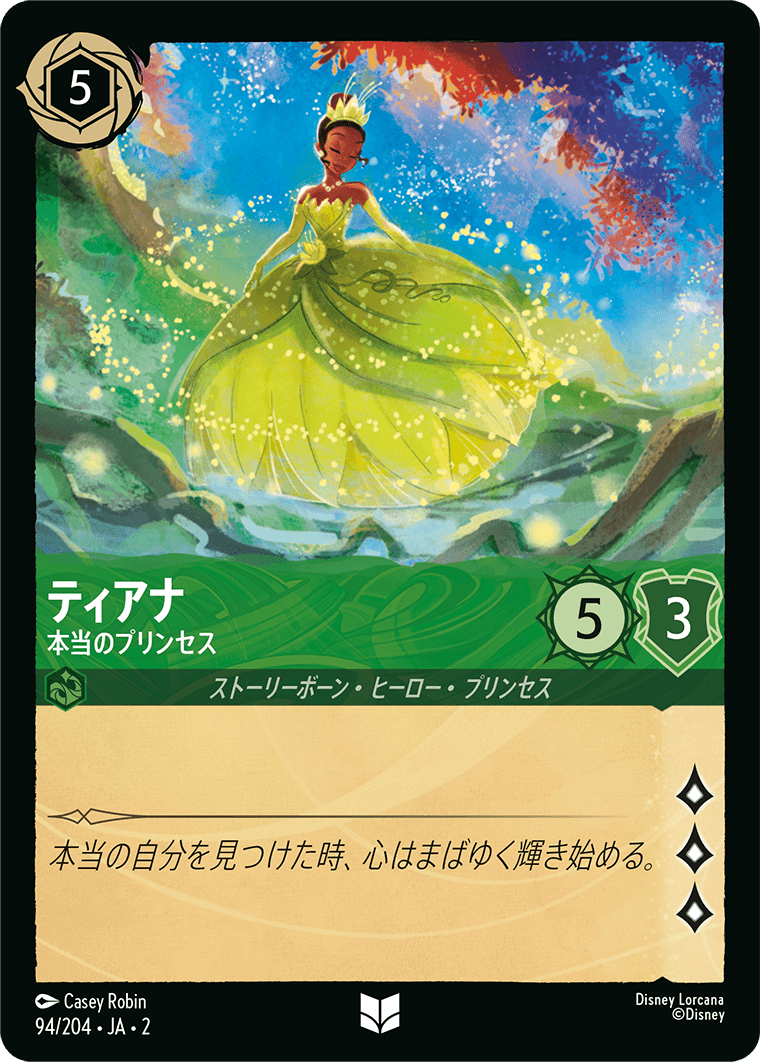 5
ティアナ
本当のプリンセス
5
3
ストーリーボーン・ヒーロー・プリンセス
本当の自分を見つけた時、心はまばゆく輝き始める。
Casey Robin
94/204・JA・2
Disney Lorcana
©Disney